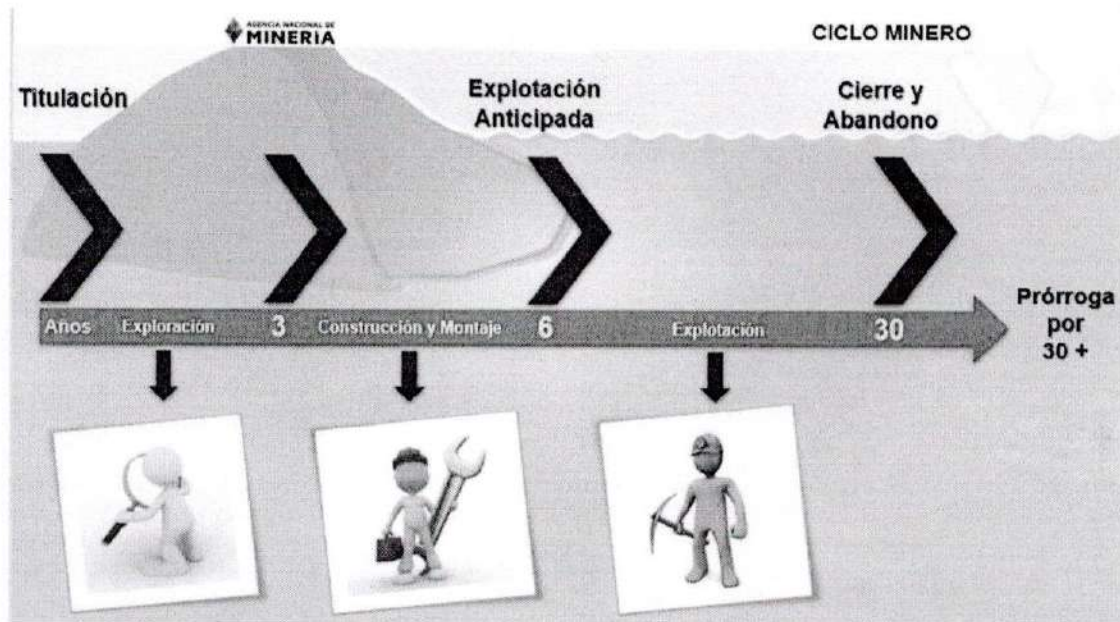 AGENCIA NACIONAL DE
MINERÍA
CICLO MINERO
Titulación
Explotación
Anticipada
Cierre y
Abandono
Años Exploración 3 Construcción y Montaje 6 Explotación 30
Prórroga
por
30 +